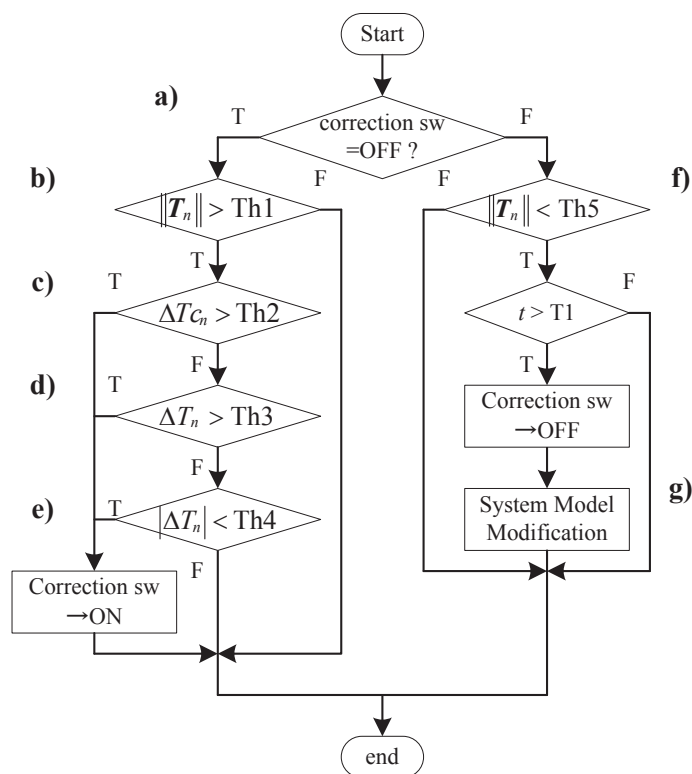 Start
a)
T
F
correction sw
=OFF ?
b)
F
F
f)
‖Tₙ‖ > Th1
‖Tₙ‖ < Th5
T
T
c)
T
F
ΔTcₙ > Th2
t > T1
F
T
d)
T
Correction sw
→OFF
ΔTₙ > Th3
F
g)
e)
T
System Model
Modification
|ΔTₙ| < Th4
F
Correction sw
→ON
end